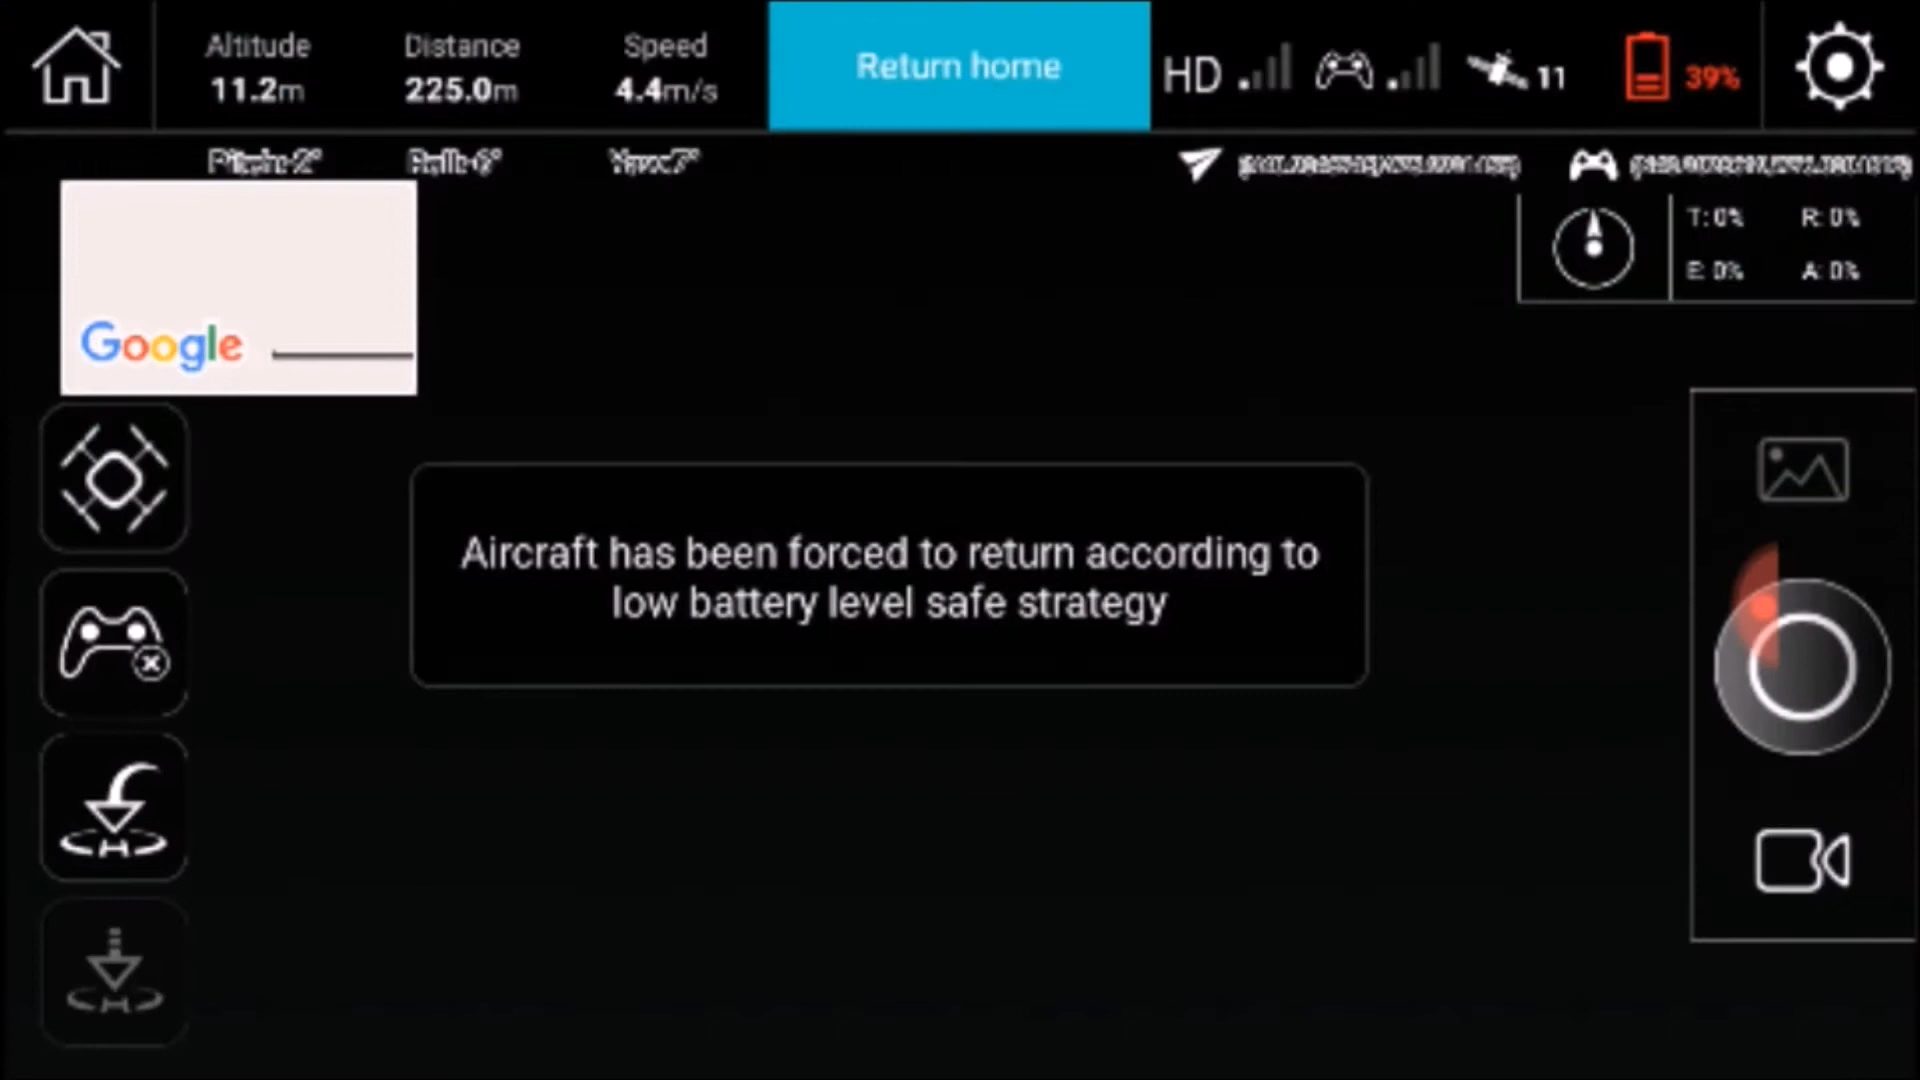 Altitude Distance Speed
11.2m 225.0m 4.4m/s
Return home
HD
11
39%
T: 0% R: 0%
E: 0% A: 0%
Google
Aircraft has been forced to return according to
low battery level safe strategy